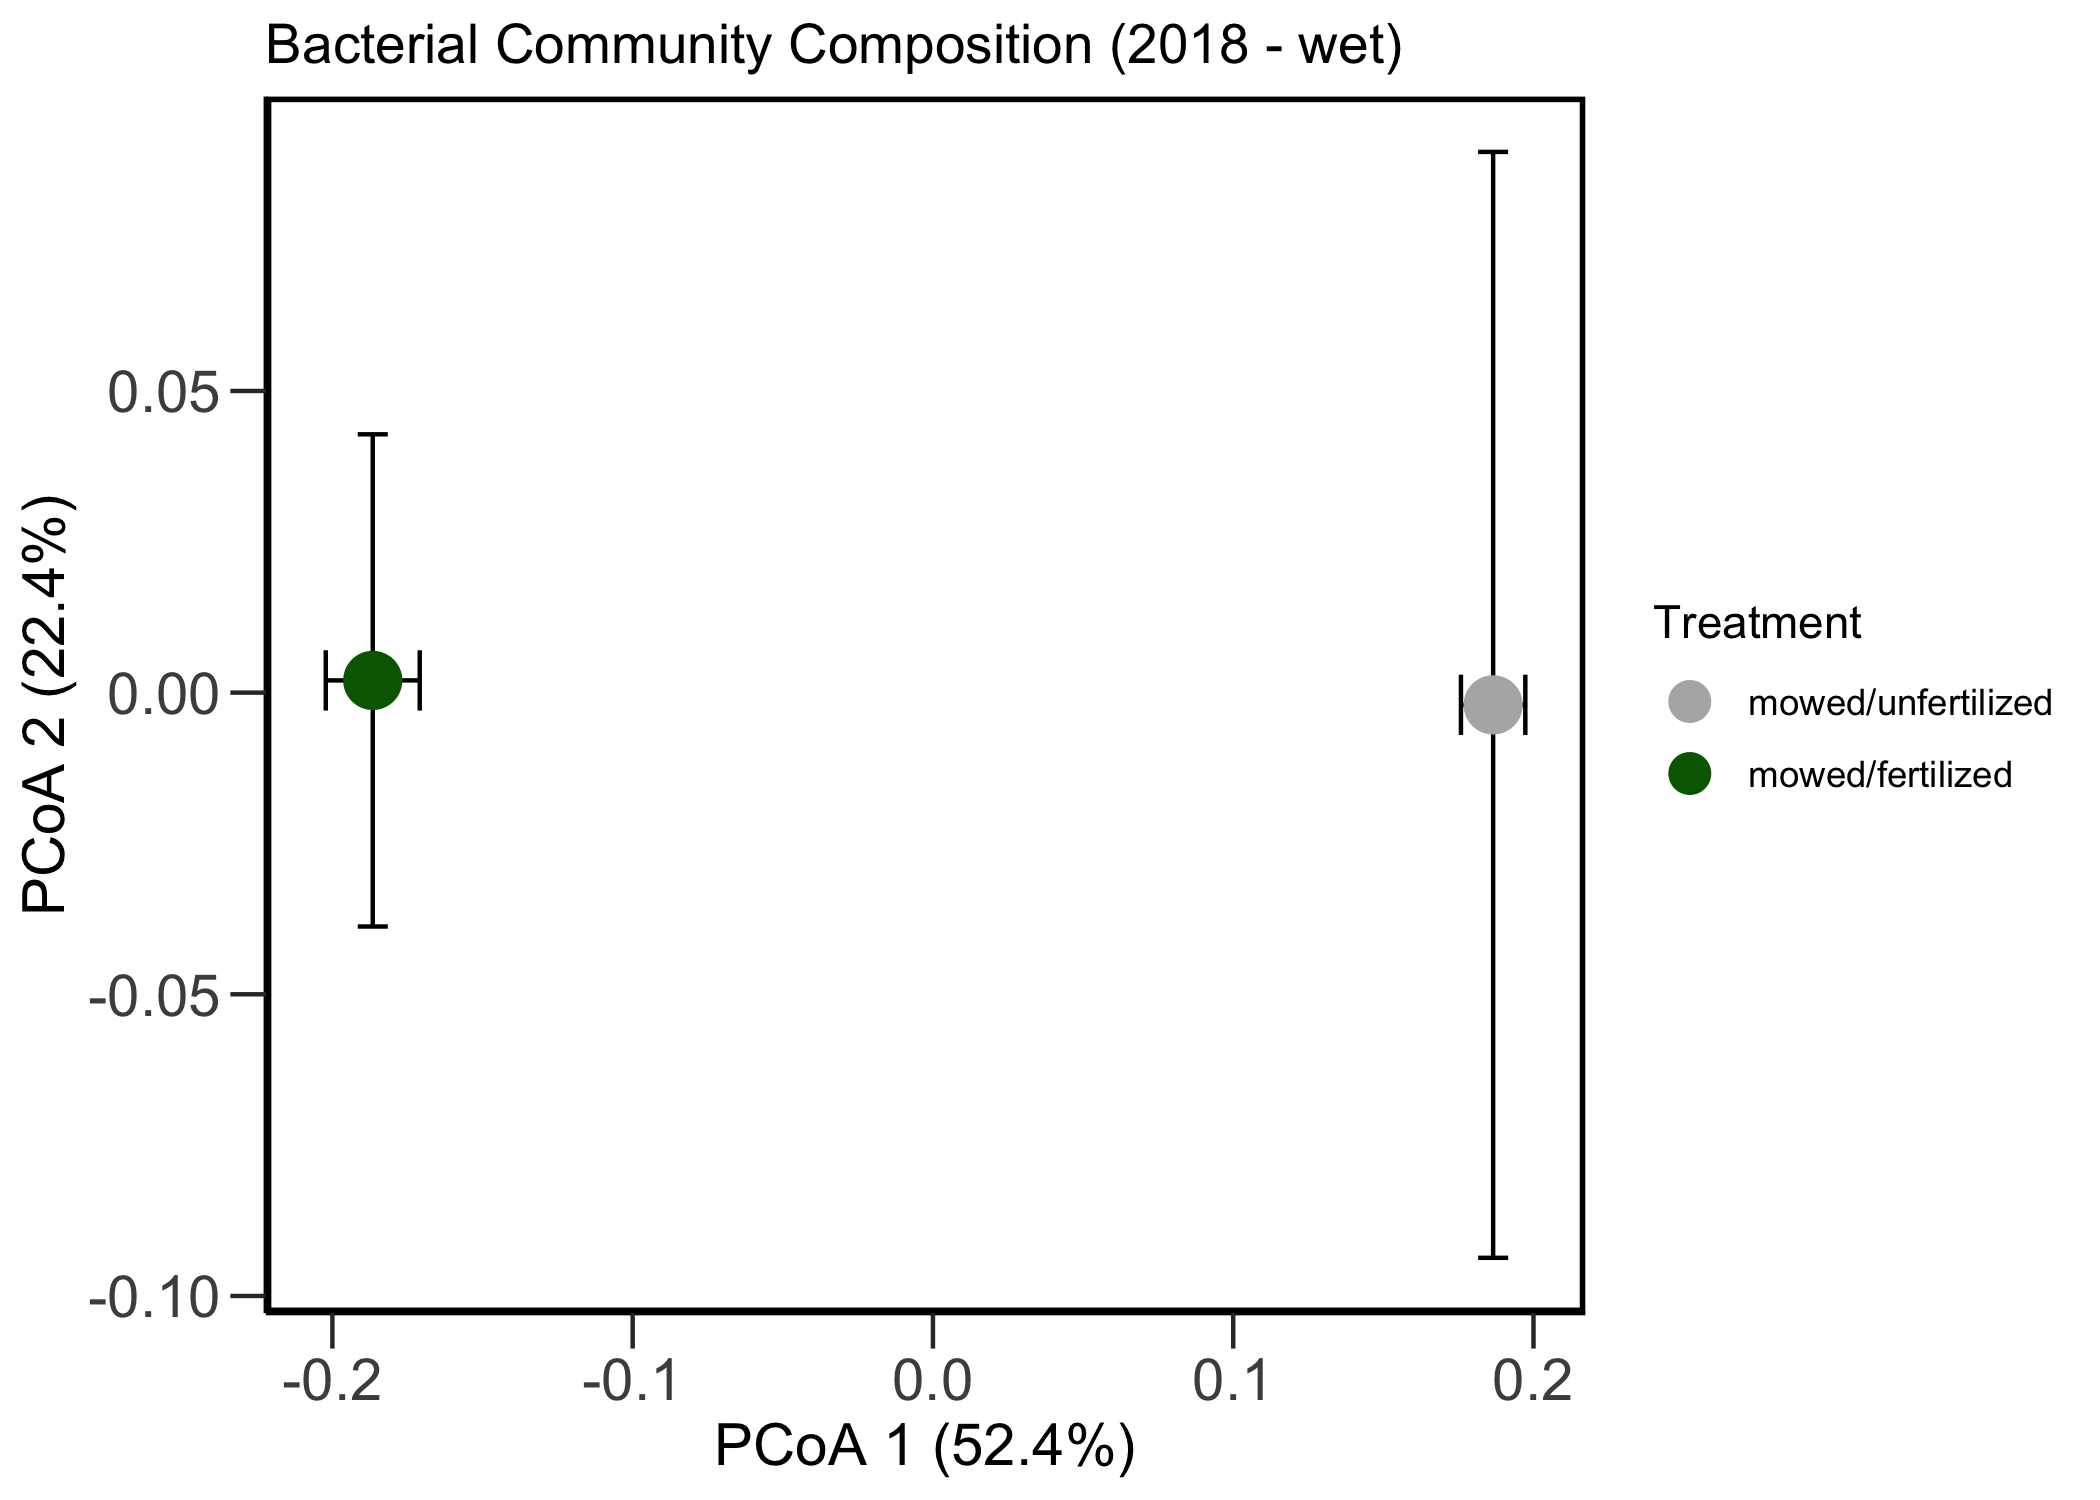 Bacterial Community Composition (2018 - wet)
PCoA 2 (22.4%)
0.05
0.00
-0.05
-0.10
-0.2
-0.1
0.0
0.1
0.2
PCoA 1 (52.4%)
Treatment
mowed/unfertilized
mowed/fertilized